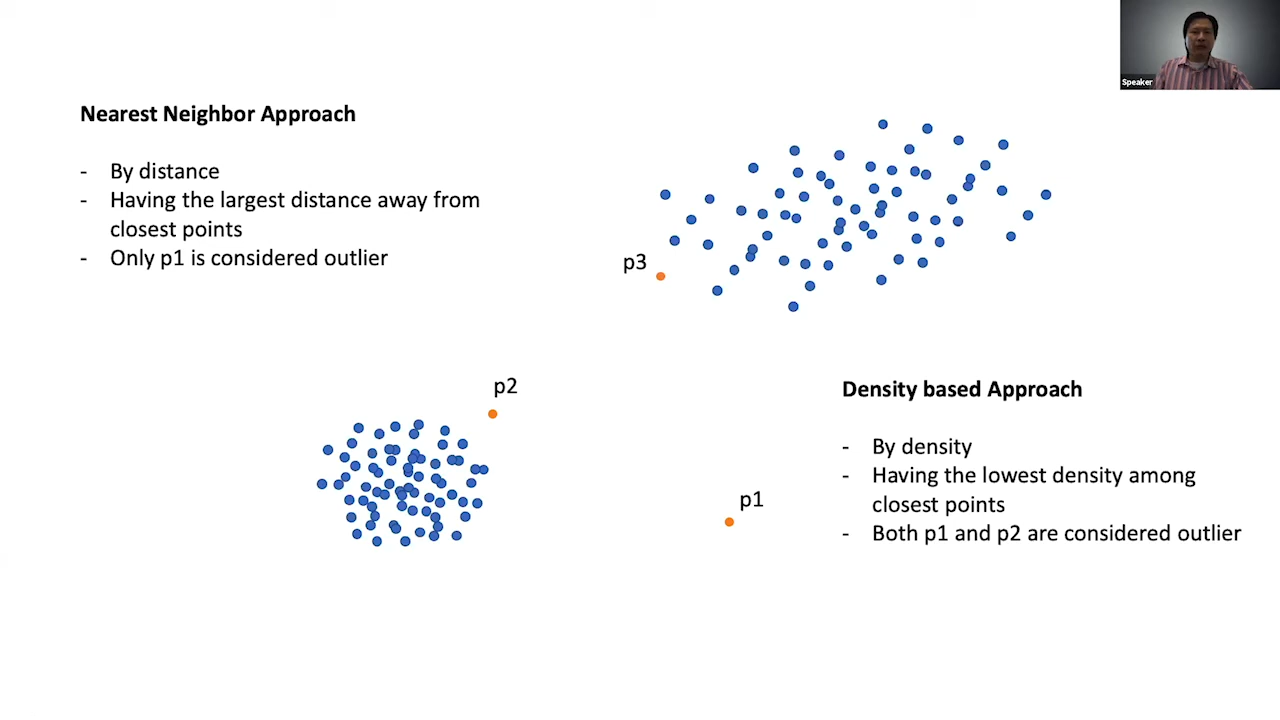 Speaker
Nearest Neighbor Approach
- By distance
- Having the largest distance away from
closest points
- Only p1 is considered outlier
p3
p2
Density based Approach
- By density
- Having the lowest density among
closest points
- Both p1 and p2 are considered outlier
p1